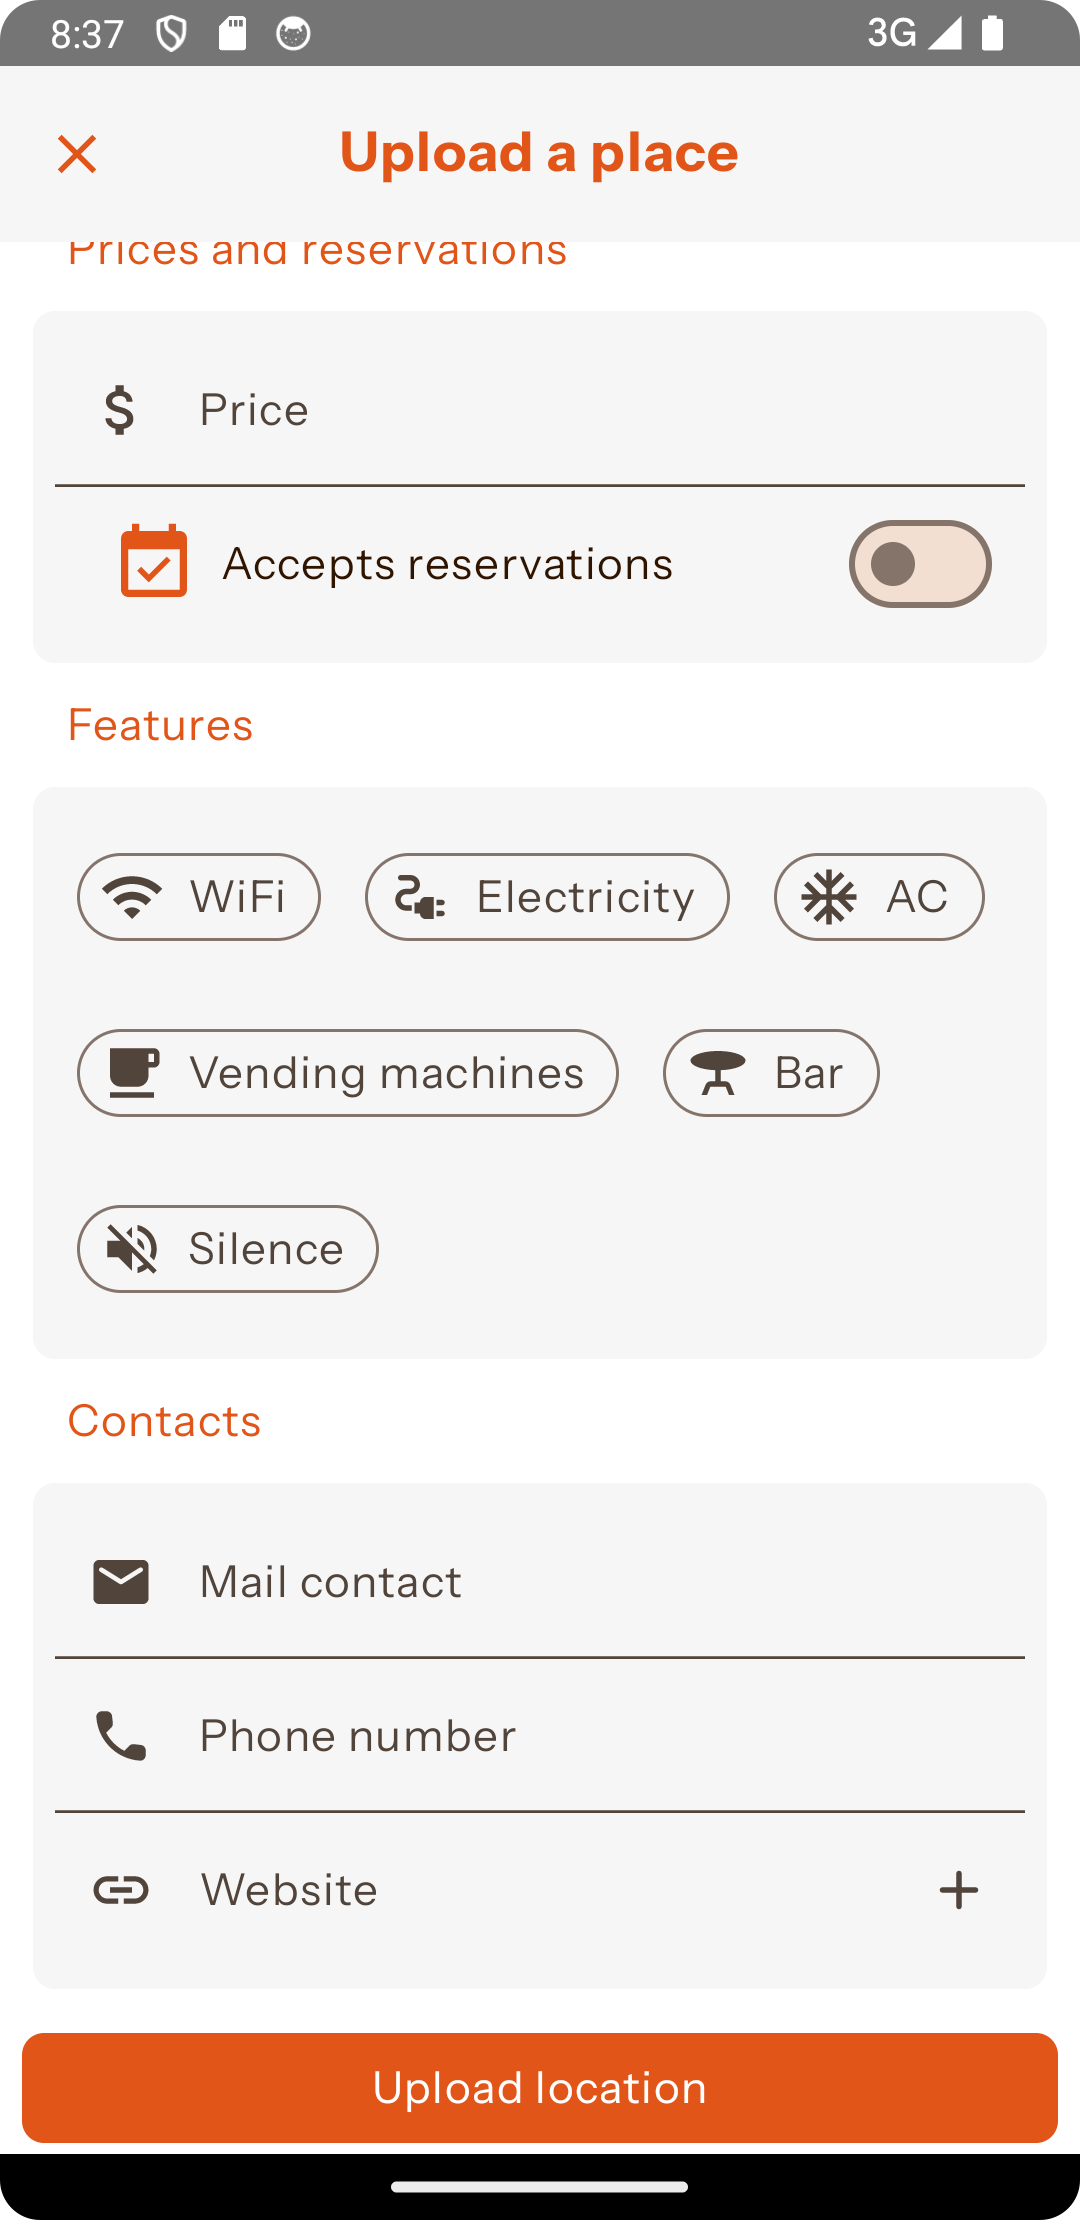 8:37
3G
Upload a place
Prices and reservations
Price
Accepts reservations
Features
WiFi
Electricity
AC
Vending machines
Bar
Silence
Contacts
Mail contact
Phone number
Website
Upload location